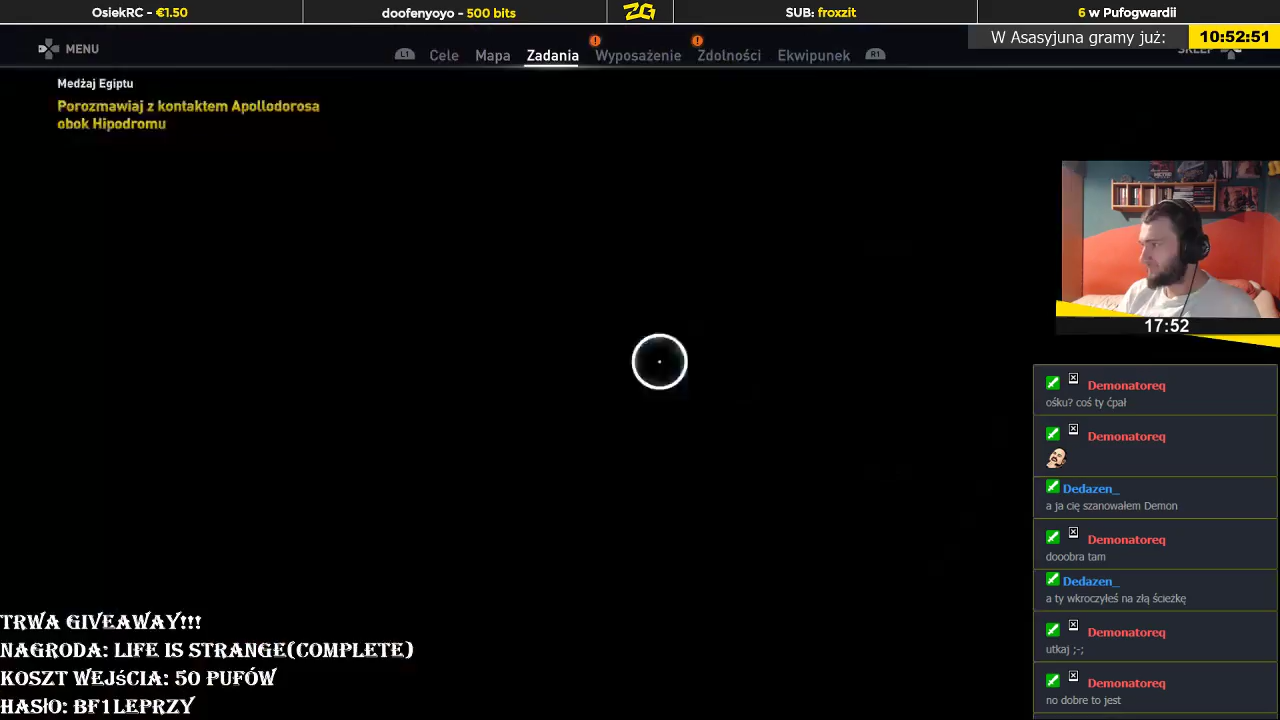 OsiekRC - €1.50
doofenyoyo - 500 bits
ZG
SUB: froxzit
6 w Pufogwardii
W Asasyjuna gramy już:
10:52:51
MENU
L1
Cele
Mapa
Zadania
Wyposażenie
Zdolności
Ekwipunek
R1
SKLEP
Medżaj Egiptu
Porozmawiaj z kontaktem Apollodorosa
obok Hipodromu
17:52
Demonatoreq
ośku? coś ty ćpał
Demonatoreq
Dedazen_
a ja cię szanowałem Demon
Demonatoreq
dooobra tam
Dedazen_
a ty wkroczyłeś na złą ścieżkę
Demonatoreq
utkaj ;-;
Demonatoreq
no dobre to jest
TRWA GIVEAWAY!!!
NAGRODA: LIFE IS STRANGE(COMPLETE)
KOSZT WEJśCIA: 50 PUFÓW
HASłO: BF1LEPRZY